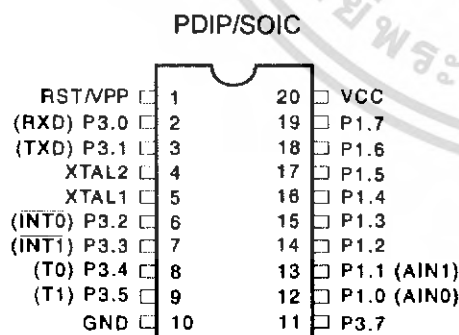 PDIP/SOIC
RST/VPP 1 20 VCC
(RXD) P3.0 2 19 P1.7
(TXD) P3.1 3 18 P1.6
XTAL2 4 17 P1.5
XTAL1 5 16 P1.4
(INT0) P3.2 6 15 P1.3
(INT1) P3.3 7 14 P1.2
(T0) P3.4 8 13 P1.1 (AIN1)
(T1) P3.5 9 12 P1.0 (AIN0)
GND 10 11 P3.7